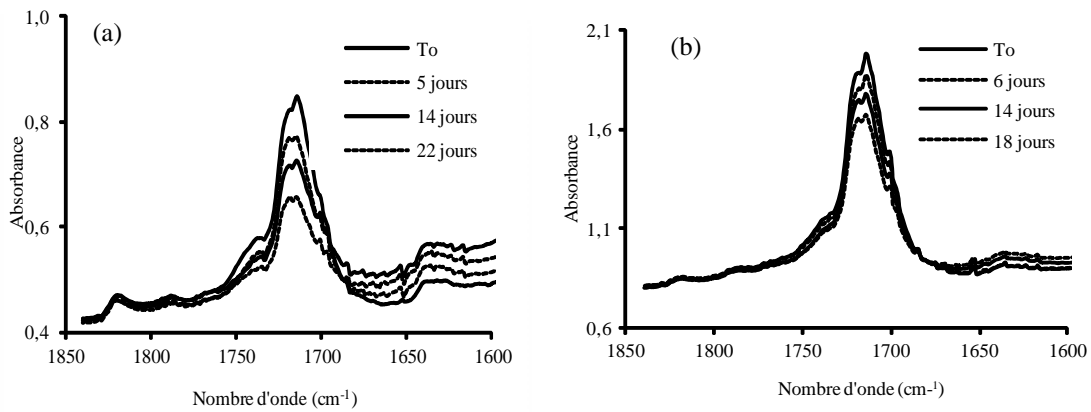 (a)
1,0
0,8
0,6
0,4
Absorbance
To
5 jours
14 jours
22 jours
1850 1800 1750 1700 1650 1600
Nombre d'onde (cm-1)
(b)
2,1
1,6
1,1
0,6
Absorbance
To
6 jours
14 jours
18 jours
1850 1800 1750 1700 1650 1600
Nombre d'onde (cm-1)